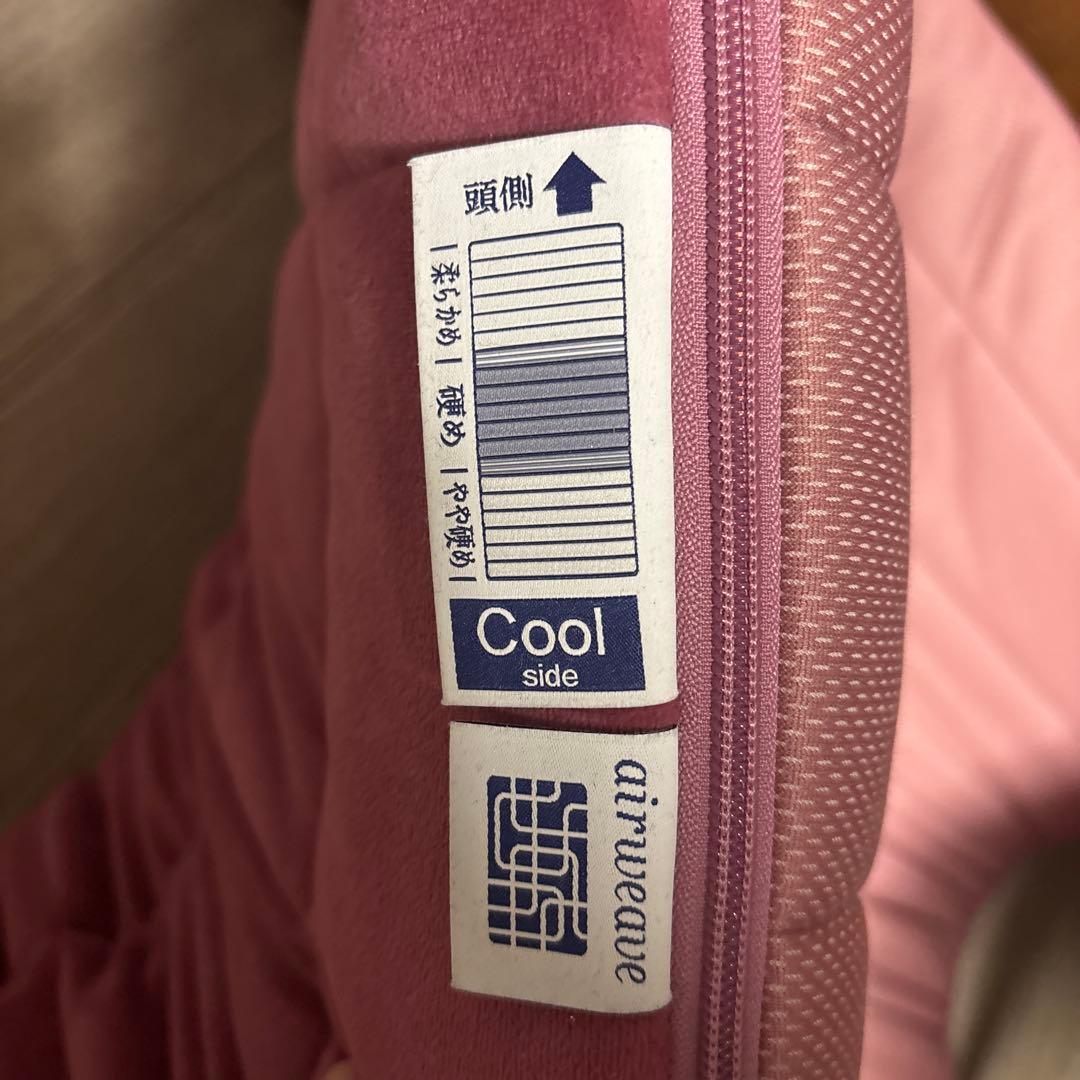 頭側
柔らかめ
硬め
やや硬め
Cool
side
airweave